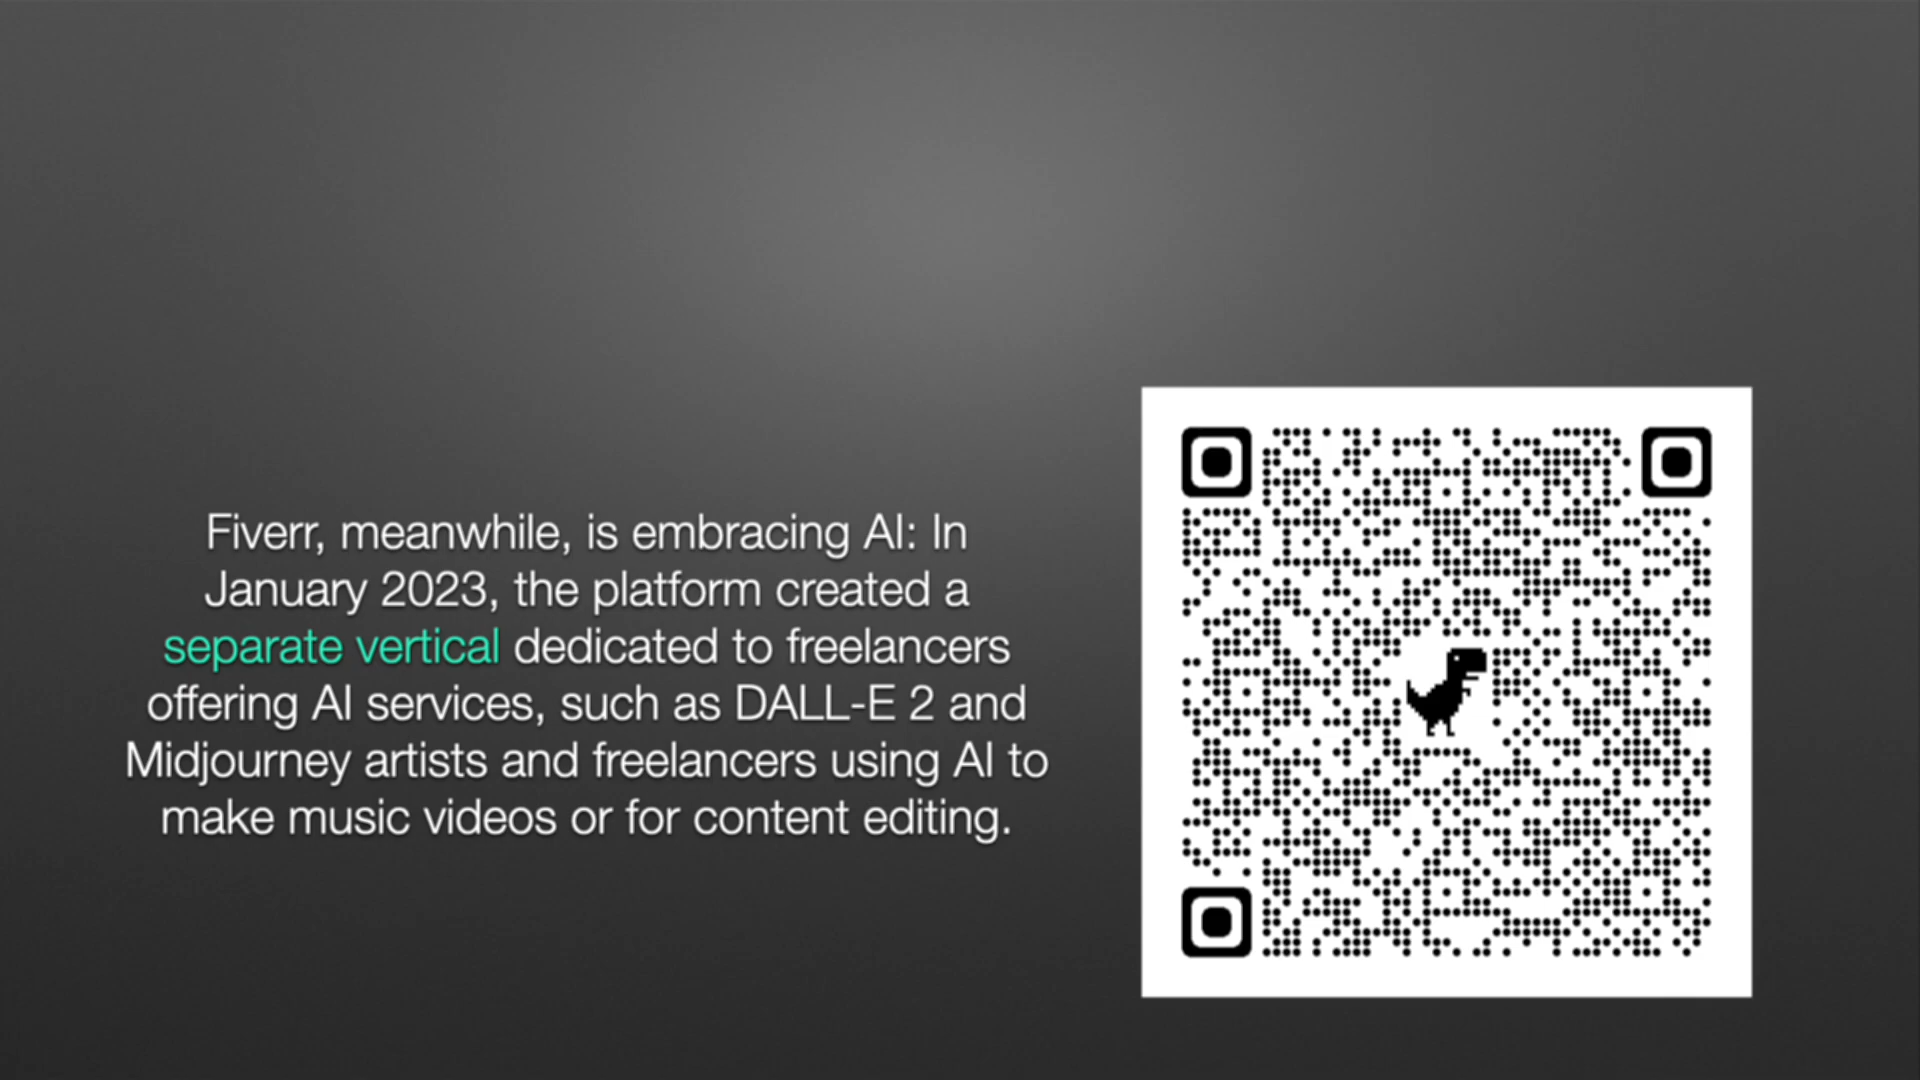 Fiverr, meanwhile, is embracing AI: In
January 2023, the platform created a
separate vertical dedicated to freelancers
offering AI services, such as DALL-E 2 and
Midjourney artists and freelancers using AI to
make music videos or for content editing.